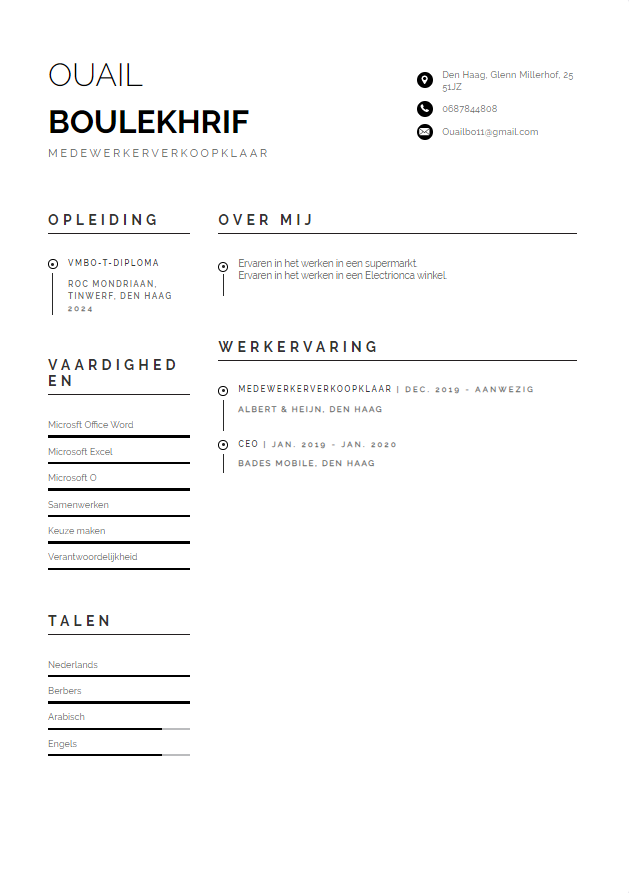 OUAIL
BOULEKHRIF
MEDEWERKERVERKOOPKLAAR
Den Haag, Glenn Millerhof, 25
51JZ
0687844808
Ouailbo11@gmail.com
OPLEIDING
VMBO-T-DIPLOMA
ROC MONDRIAAN,
TINWERF, DEN HAAG
2024
VAARDIGHED
EN
Microsft Office Word
Microsoft Excel
Microsoft O
Samenwerken
Keuze maken
Verantwoordelijkheid
TALEN
Nederlands
Berbers
Arabisch
Engels
OVER MIJ
Ervaren in het werken in een supermarkt.
Ervaren in het werken in een Electrionca winkel.
WERKERVARING
MEDEWERKERVERKOOPKLAAR | DEC. 2019 - AANWEZIG
ALBERT & HEIJN, DEN HAAG
CEO | JAN. 2019 - JAN. 2020
BADES MOBILE, DEN HAAG